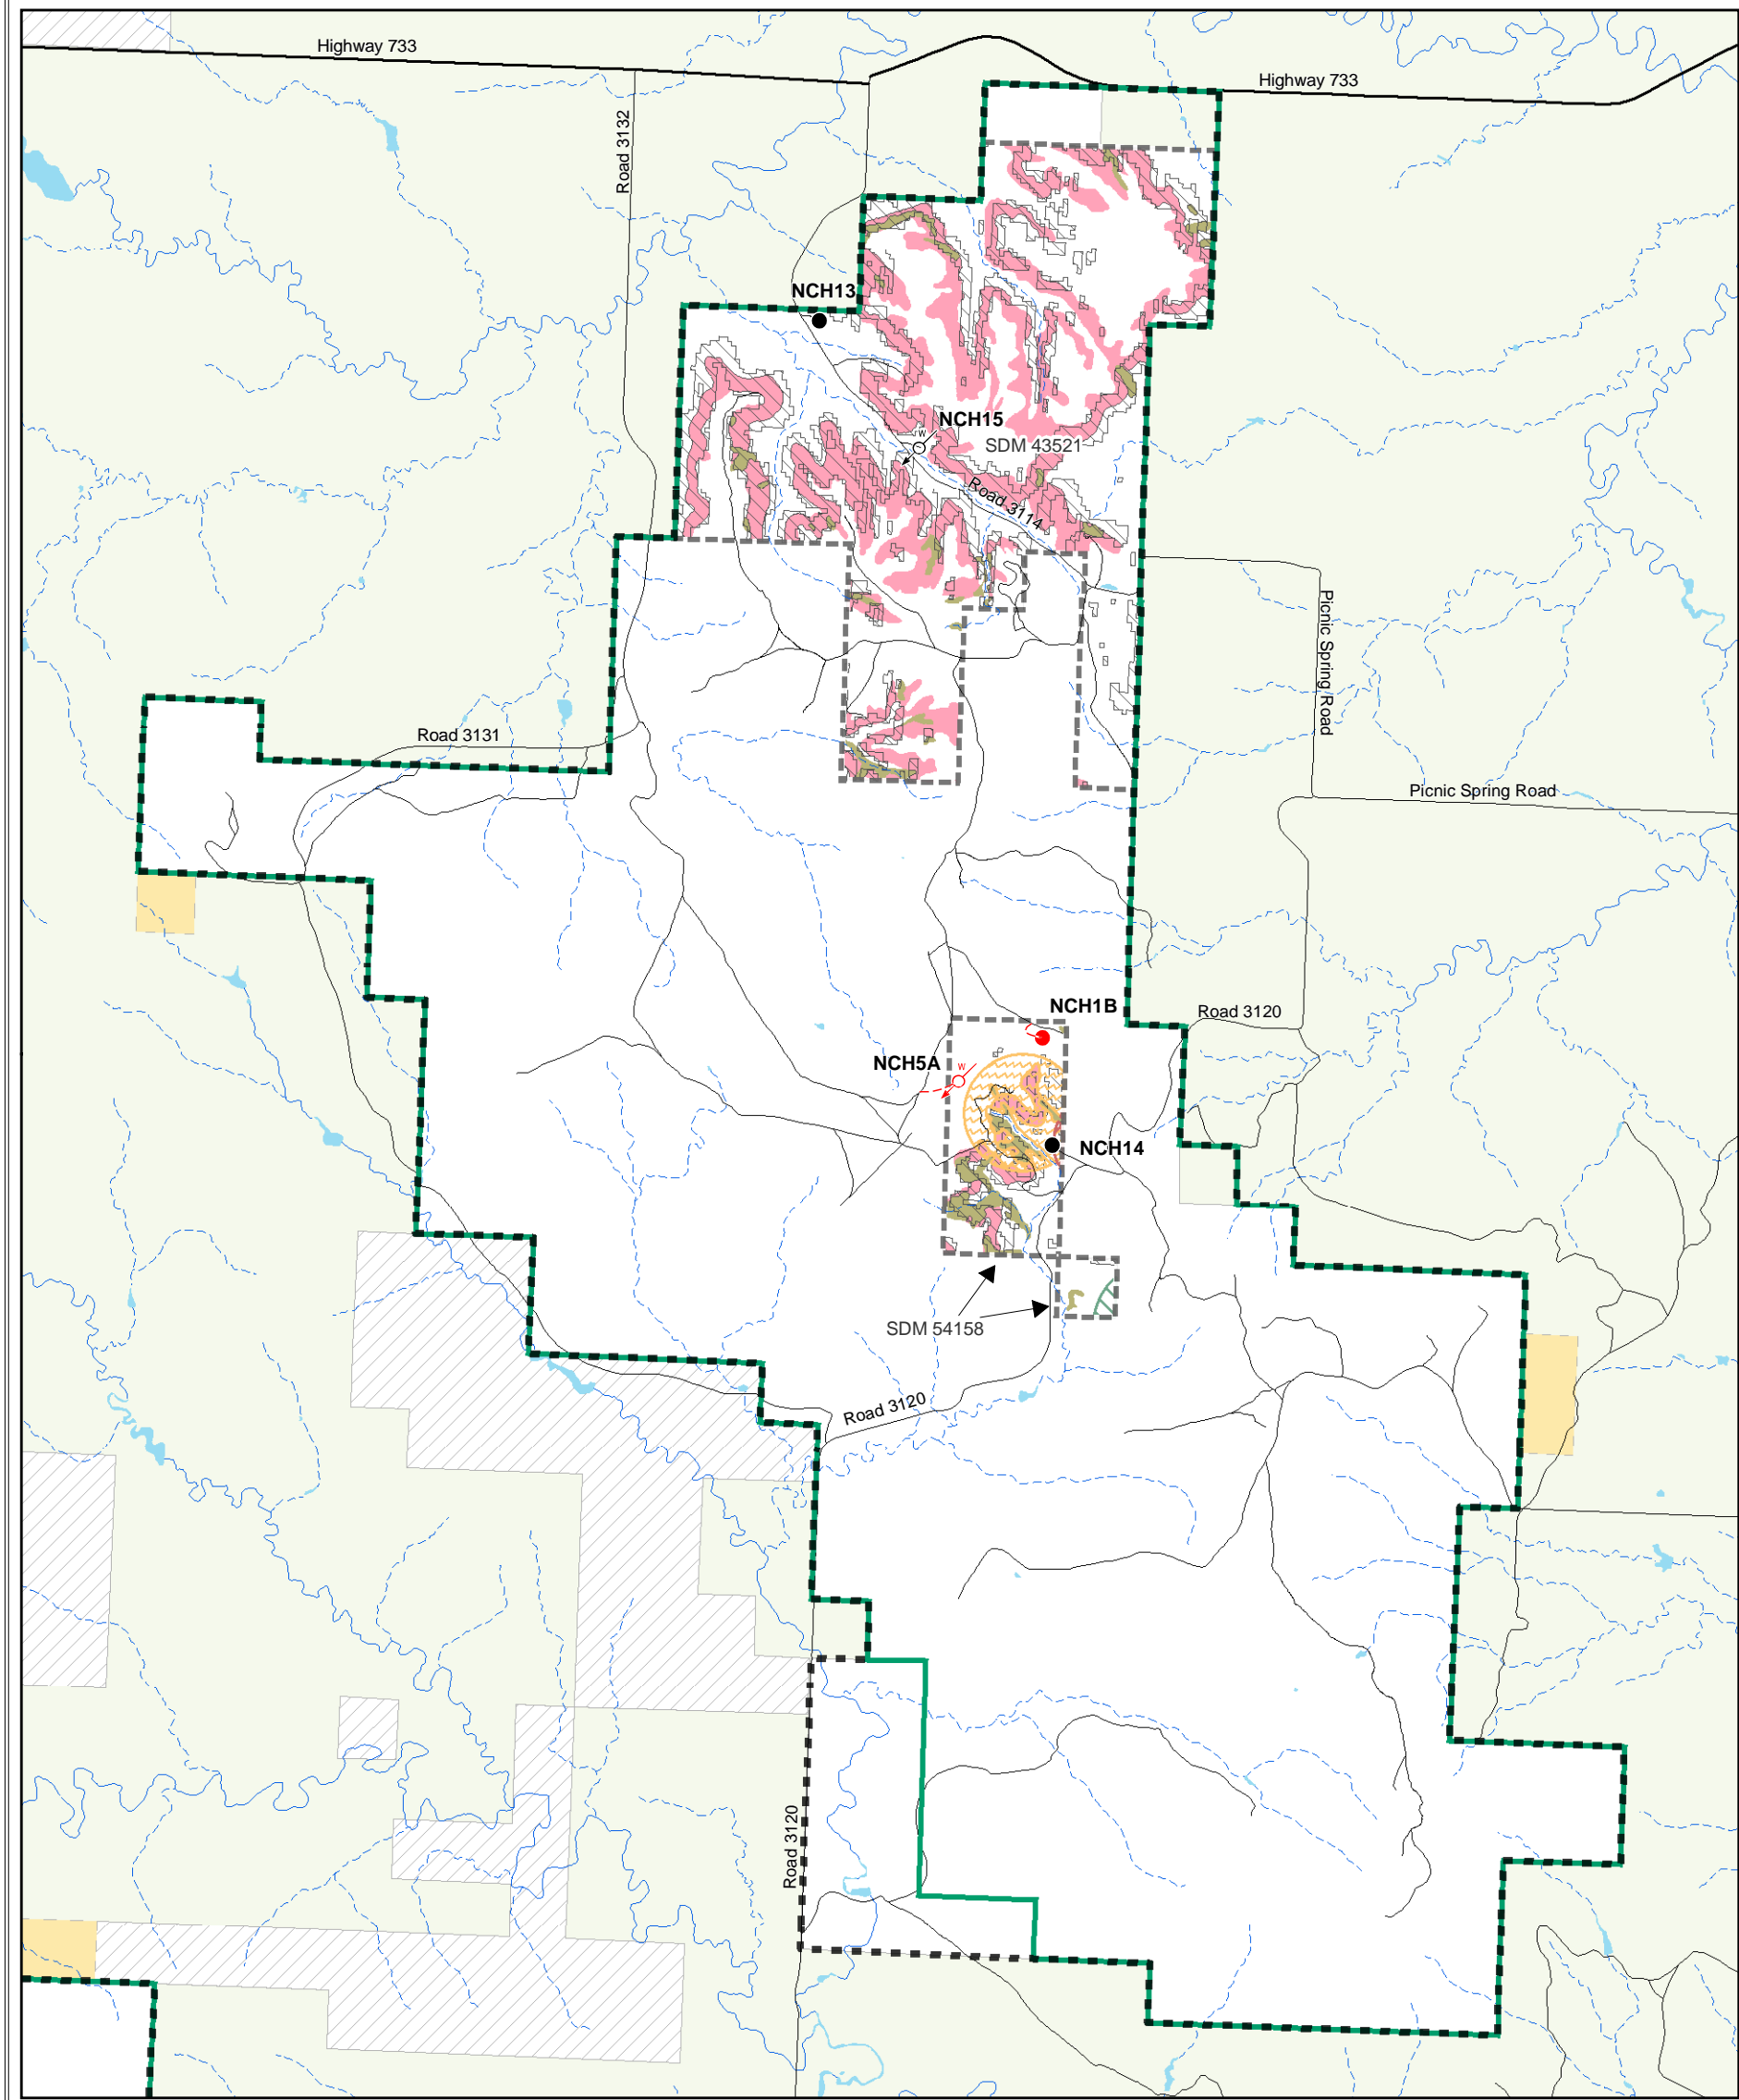 Highway 733
Highway 733
Road 3132
NCH13
NCH15
W
SDM 43521
Road 3114
Picnic Spring Road
Road 3131
Picnic Spring Road
NCH1B
Road 3120
NCH5A
W
NCH14
SDM 54158
Road 3120
Road 3120